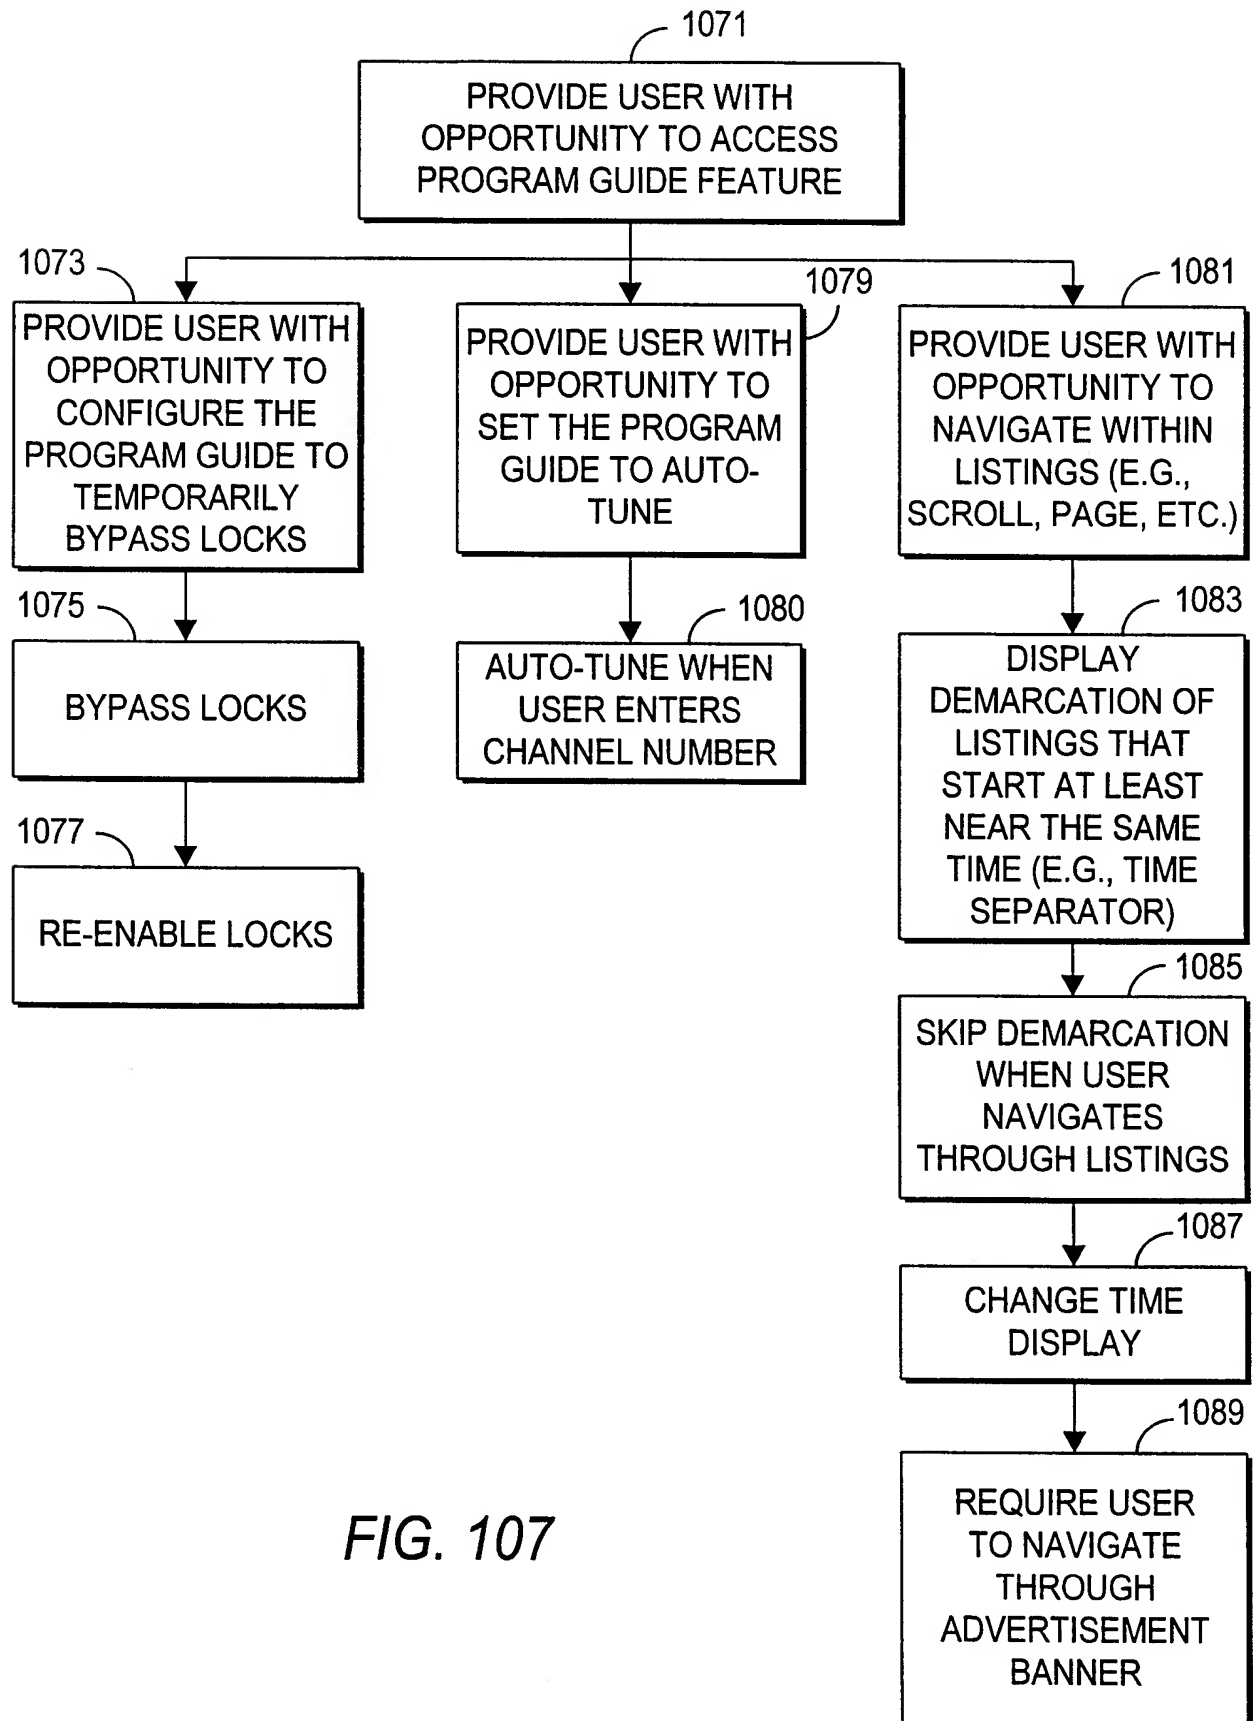 1071
PROVIDE USER WITH
OPPORTUNITY TO ACCESS
PROGRAM GUIDE FEATURE
1073
PROVIDE USER WITH
OPPORTUNITY TO
CONFIGURE THE
PROGRAM GUIDE TO
TEMPORARILY
BYPASS LOCKS
1075
BYPASS LOCKS
1077
RE-ENABLE LOCKS
1079
PROVIDE USER WITH
OPPORTUNITY TO
SET THE PROGRAM
GUIDE TO AUTO-
TUNE
1080
AUTO-TUNE WHEN
USER ENTERS
CHANNEL NUMBER
1081
PROVIDE USER WITH
OPPORTUNITY TO
NAVIGATE WITHIN
LISTINGS (E.G.,
SCROLL, PAGE, ETC.)
1083
DISPLAY
DEMARCATION OF
LISTINGS THAT
START AT LEAST
NEAR THE SAME
TIME (E.G., TIME
SEPARATOR)
1085
SKIP DEMARCATION
WHEN USER
NAVIGATES
THROUGH LISTINGS
1087
CHANGE TIME
DISPLAY
1089
REQUIRE USER
TO NAVIGATE
THROUGH
ADVERTISEMENT
BANNER
FIG. 107